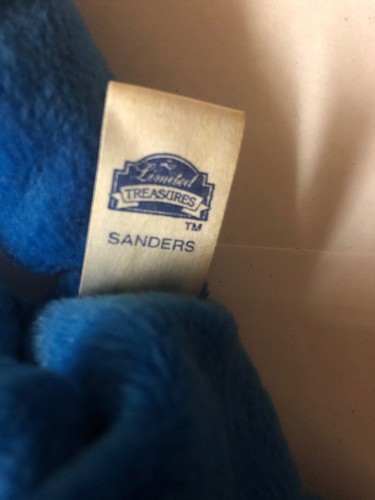 Limited
TREASURES
TM
SANDERS